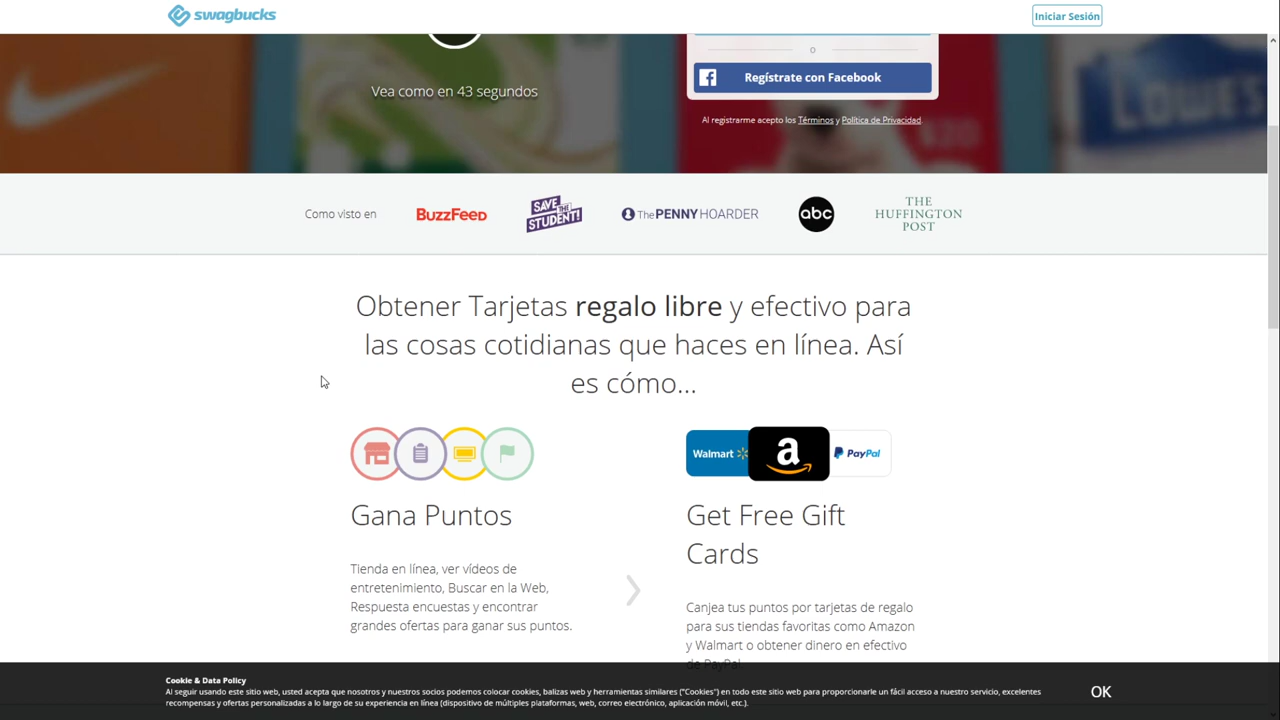 swagbucks
Iniciar Sesión
o
Regístrate con Facebook
Vea como en 43 segundos
Al registrarme acepto los Términos y Política de Privacidad.
$20
LOWE'S
Como visto en
BuzzFeed
SAVE THE STUDENT!
The PENNY HOARDER
abc
THE
HUFFINGTON
POST
Obtener Tarjetas regalo libre y efectivo para
las cosas cotidianas que haces en línea. Así
es cómo...
Walmart
a
PayPal
Gana Puntos
Get Free Gift
Cards
Tienda en línea, ver vídeos de
entretenimiento, Buscar en la Web,
Respuesta encuestas y encontrar
grandes ofertas para ganar sus puntos.
Canjea tus puntos por tarjetas de regalo
para sus tiendas favoritas como Amazon
y Walmart o obtener dinero en efectivo
de PayPal.
Cookie & Data Policy
Al seguir usando este sitio web, usted acepta que nosotros y nuestros socios podemos colocar cookies, balizas web y herramientas similares ("Cookies") en todo este sitio web para proporcionarle un fácil acceso a nuestro servicio, excelentes
recompensas y ofertas personalizadas a lo largo de su experiencia en línea (dispositivo de múltiples plataformas, web, correo electrónico, aplicación móvil, etc.).
OK